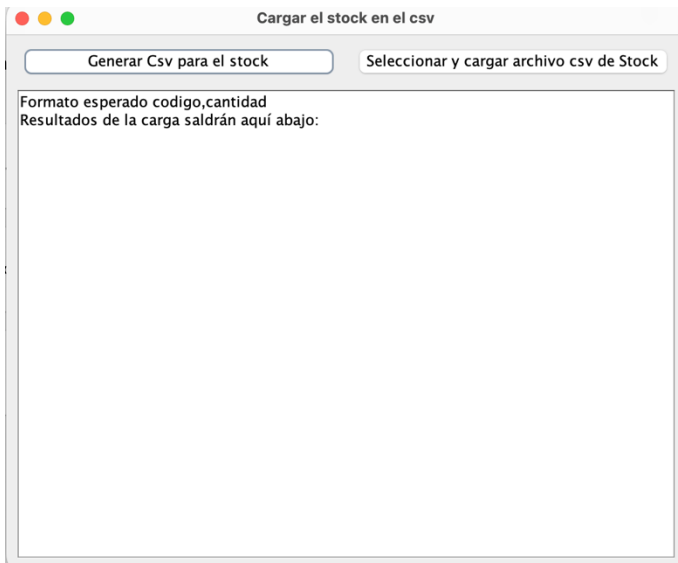 Cargar el stock en el csv
Generar Csv para el stock
Seleccionar y cargar archivo csv de Stock
Formato esperado codigo,cantidad
Resultados de la carga saldrán aquí abajo: